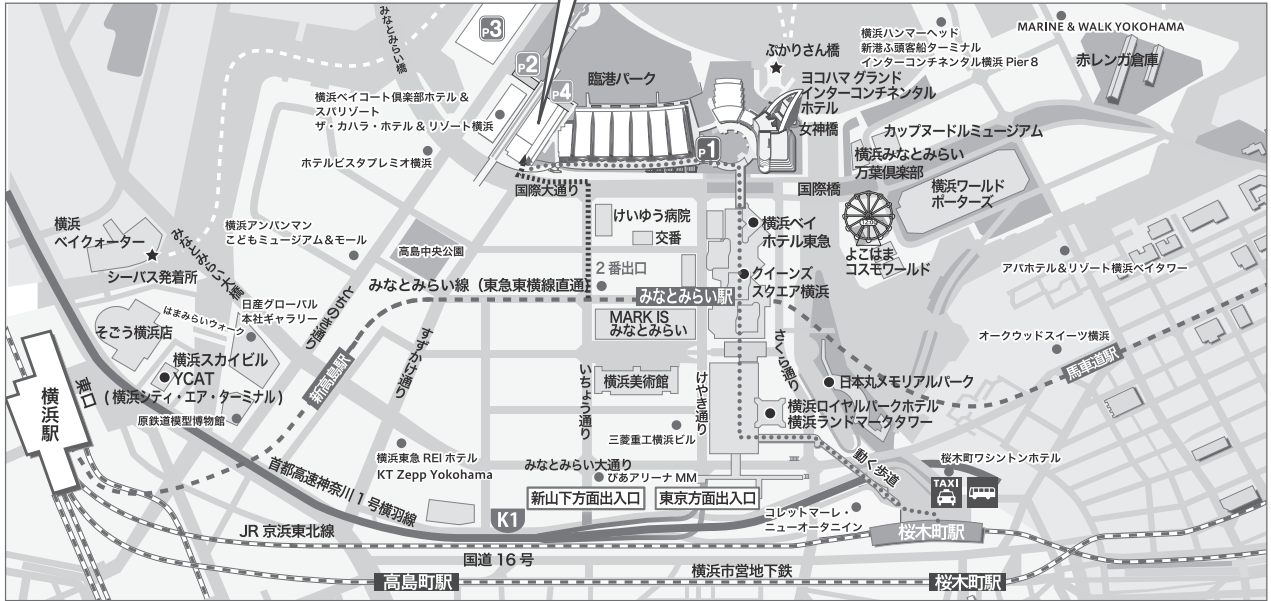 みなとみらい橋
P3
P2
P4
臨港パーク
P1
ぷかりさん橋
ヨコハマ グランド
インターコンチネンタル
ホテル
女神橋
横浜ハンマーヘッド
新港ふ頭客船ターミナル
インターコンチネンタル横浜 Pier 8
MARINE & WALK YOKOHAMA
赤レンガ倉庫
カップヌードルミュージアム
横浜みなとみらい
万葉倶楽部
横浜ワールド
ポーターズ
国際橋
よこはま
コスモワールド
横浜ベイコート倶楽部ホテル &
スパリゾート
ザ・カハラ・ホテル & リゾート横浜
ホテルビスタプレミオ横浜
国際大通り
けいゆう病院
交番
横浜ベイ
ホテル東急
横浜
ベイクォーター
シーバス発着所
みなとみらい大橋
横浜アンパンマン
こどもミュージアム&モール
高島中央公園
2 番出口
クイーンズ
スクエア横浜
アパホテル&リゾート横浜ベイタワー
みなとみらい線(東急東横線直通)
みなとみらい駅
日産グローバル
本社ギャラリー
はまみらいウォーク
とちのき通り
すずかけ通り
新高島駅
そごう横浜店
横浜スカイビル
YCAT
( 横浜シティ・エア・ターミナル )
原鉄道模型博物館
MARK IS
みなとみらい
横浜美術館
いちょう通り
けやき通り
さくら通り
オークウッドスイーツ横浜
馬車道駅
日本丸メモリアルパーク
横浜ロイヤルパークホテル
横浜ランドマークタワー
三菱重工横浜ビル
横浜駅
東口
横浜東急 REI ホテル
KT Zepp Yokohama
みなとみらい大通り
ぴあアリーナ MM
新山下方面出入口
東京方面出入口
首都高速神奈川 1 号横羽線
K1
動く歩道
桜木町ワシントンホテル
TAXI
コレットマーレ・
ニューオータニイン
桜木町駅
JR 京浜東北線
国道 16 号
高島町駅
横浜市営地下鉄
桜木町駅